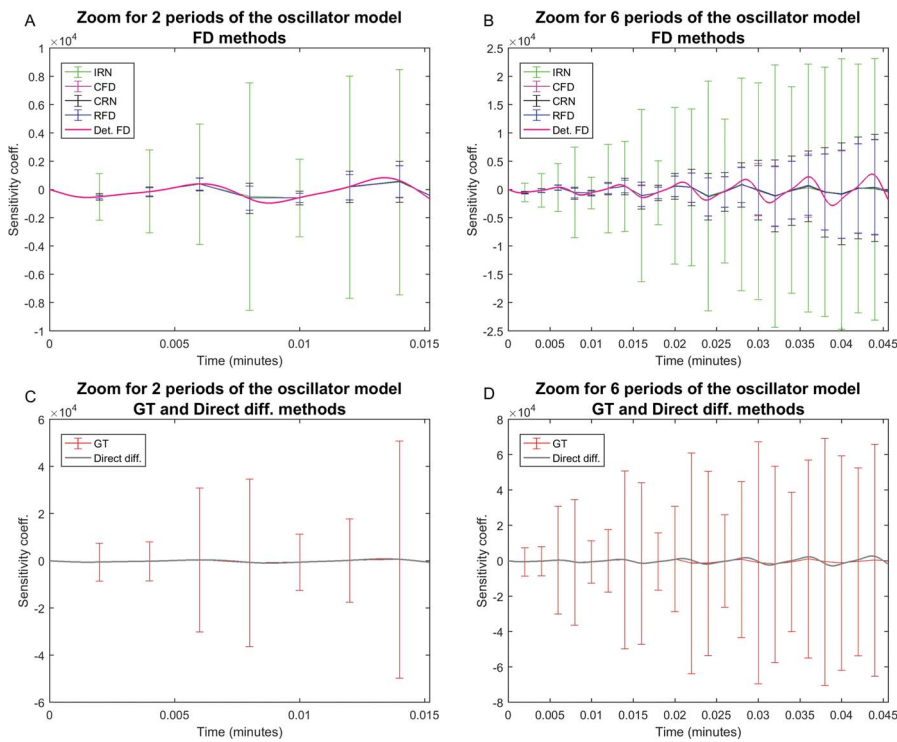 A
Zoom for 2 periods of the oscillator model
FD methods
×10⁴
1
0.8
0.6
0.4
0.2
0
-0.2
-0.4
-0.6
-0.8
-1
Sensitivity coeff.
IRN
CFD
CRN
RFD
Det. FD
0 0.005 0.01 0.015
Time (minutes)
B
Zoom for 6 periods of the oscillator model
FD methods
×10⁴
2.5
2
1.5
1
0.5
0
-0.5
-1
-1.5
-2
-2.5
Sensitivity coeff.
IRN
CFD
CRN
RFD
Det. FD
0 0.005 0.01 0.015 0.02 0.025 0.03 0.035 0.04 0.045
Time (minutes)
C
Zoom for 2 periods of the oscillator model
GT and Direct diff. methods
×10⁴
6
4
2
0
-2
-4
-6
Sensitivity coeff.
GT
Direct diff.
0 0.005 0.01 0.015
Time (minutes)
D
Zoom for 6 periods of the oscillator model
GT and Direct diff. methods
×10⁴
8
6
4
2
0
-2
-4
-6
-8
Sensitivity coeff.
GT
Direct diff.
0 0.005 0.01 0.015 0.02 0.025 0.03 0.035 0.04 0.045
Time (minutes)